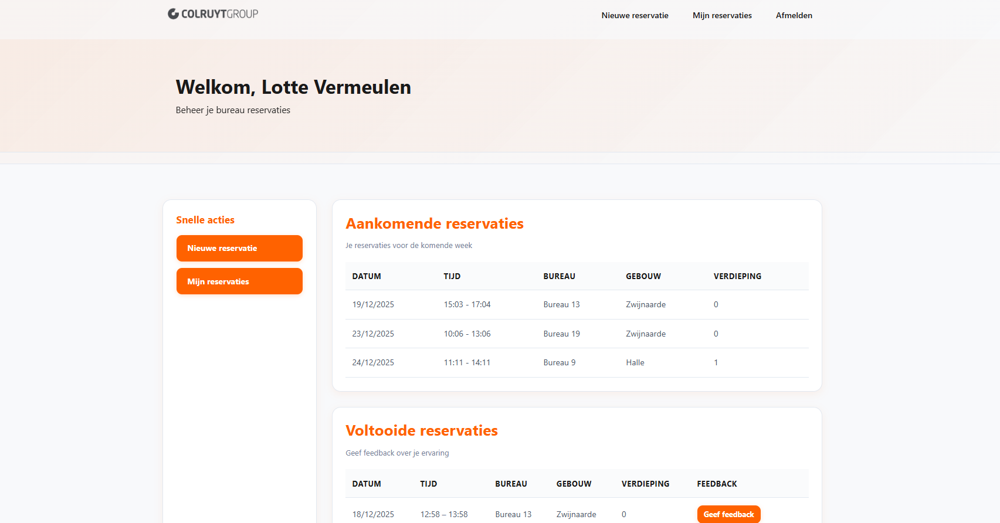 COLRUYTGROUP Nieuwe reservatie Mijn reservaties Afmelden
Welkom, Lotte Vermeulen
Beheer je bureau reservaties
Snelle acties
Nieuwe reservatie
Mijn reservaties
Aankomende reservaties
Je reservaties voor de komende week
DATUM TIJD BUREAU GEBOUW VERDIEPING
19/12/2025 15:03 - 17:04 Bureau 13 Zwijnaarde 0
23/12/2025 10:06 - 13:06 Bureau 19 Zwijnaarde 0
24/12/2025 11:11 - 14:11 Bureau 9 Halle 1
Voltooide reservaties
Geef feedback over je ervaring
DATUM TIJD BUREAU GEBOUW VERDIEPING FEEDBACK
18/12/2025 12:58 – 13:58 Bureau 13 Zwijnaarde 0 Geef feedback